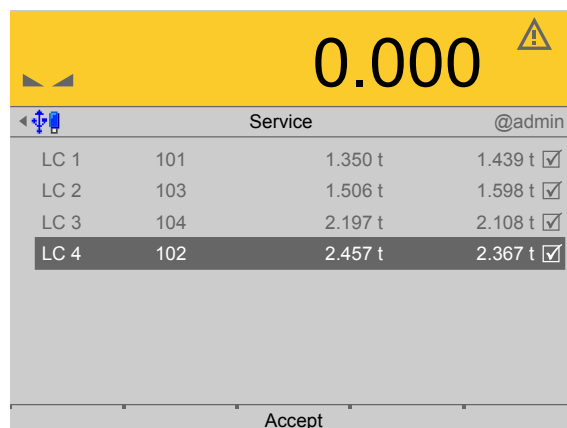 0.000
Service @admin
LC 1 101 1.350 t 1.439 t
LC 2 103 1.506 t 1.598 t
LC 3 104 2.197 t 2.108 t
LC 4 102 2.457 t 2.367 t
Accept